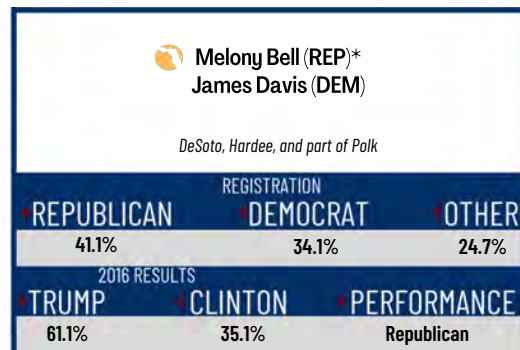 Melony Bell (REP)*
James Davis (DEM)
DeSoto, Hardee, and part of Polk
REGISTRATION
REPUBLICAN DEMOCRAT OTHER
41.1% 34.1% 24.7%
2016 RESULTS
TRUMP CLINTON PERFORMANCE
61.1% 35.1% Republican